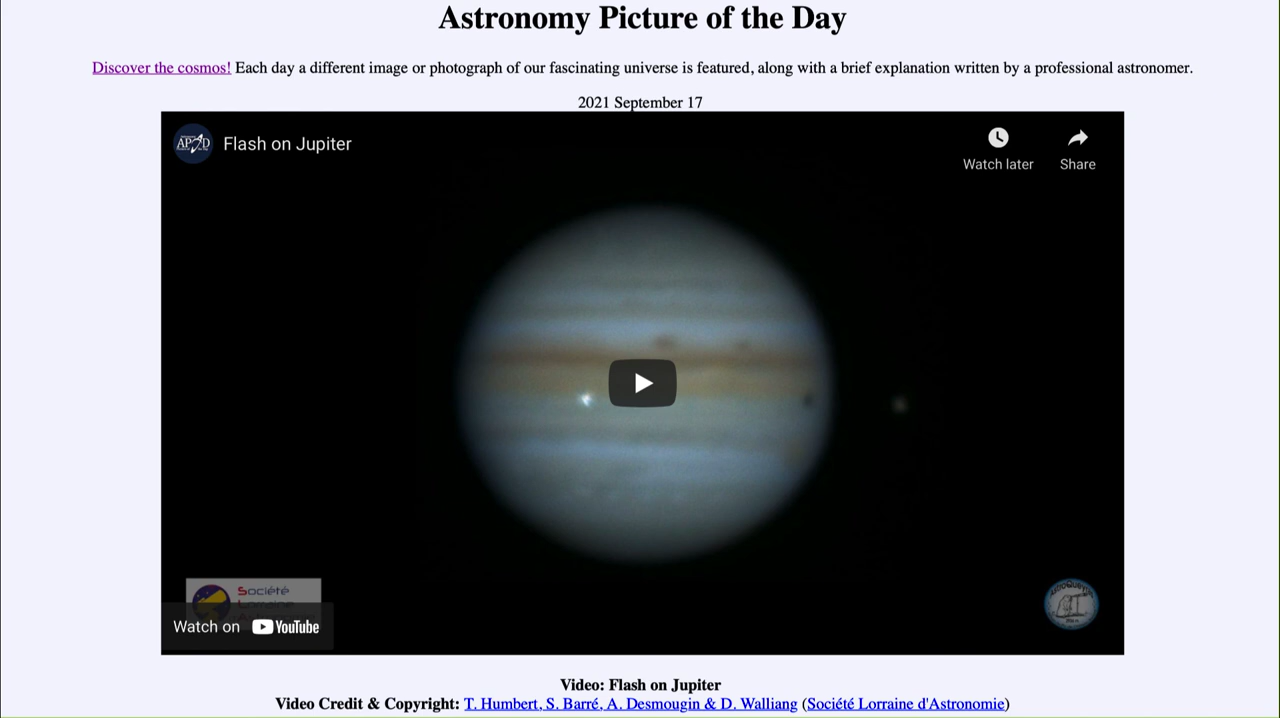 Astronomy Picture of the Day
Discover the cosmos! Each day a different image or photograph of our fascinating universe is featured, along with a brief explanation written by a professional astronomer.
2021 September 17
APOD
Flash on Jupiter
Watch later
Share
Société
Lorraine
Watch on YouTube
Video: Flash on Jupiter
Video Credit & Copyright: T. Humbert, S. Barré, A. Desmougin & D. Walliang (Société Lorraine d'Astronomie)